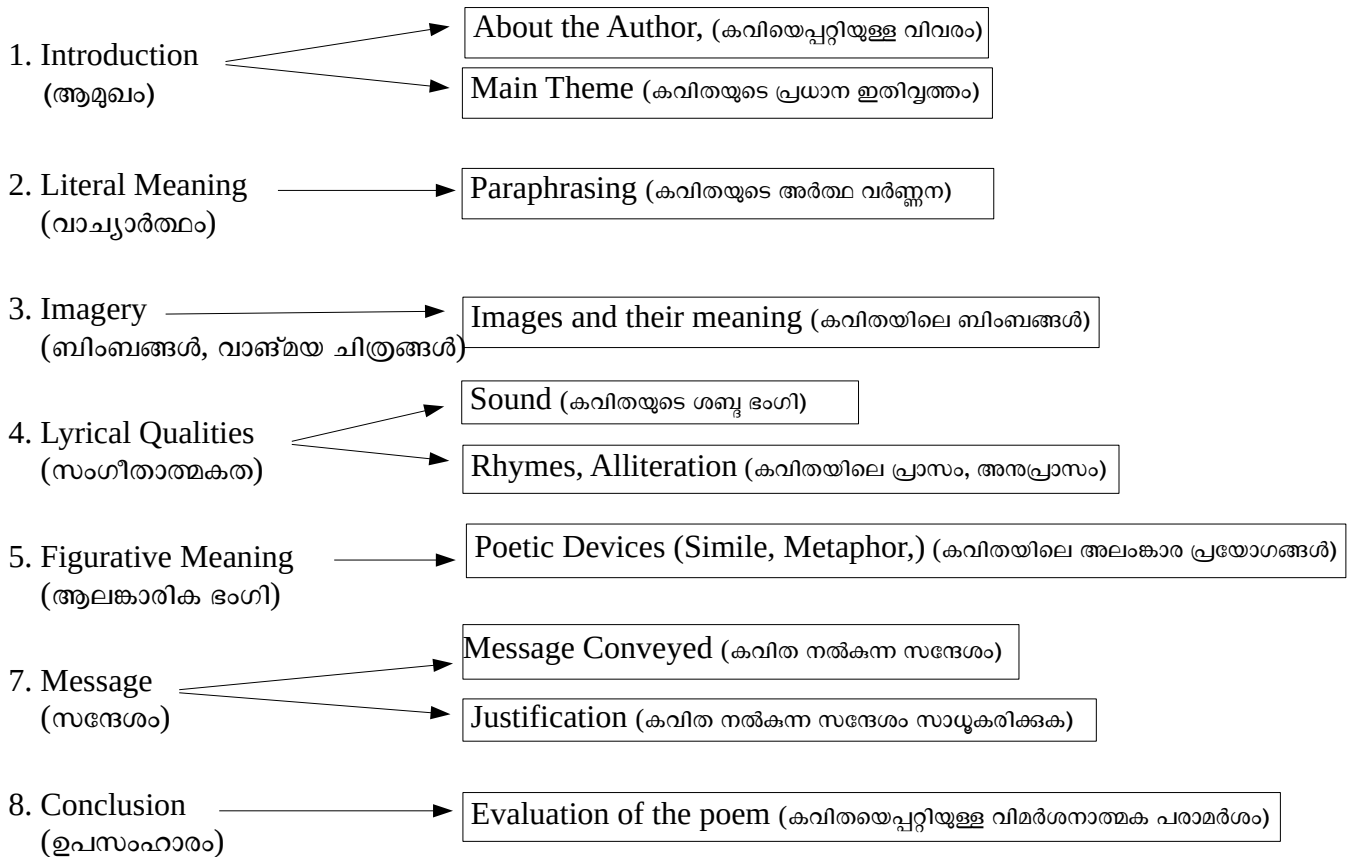 1. Introduction
(ആമുഖം)
About the Author, (കവിയെപ്പറ്റിയുള്ള വിവരം)
Main Theme (കവിതയുടെ പ്രധാന ഇതിവൃത്തം)
2. Literal Meaning
(വാച്യാർത്ഥം)
Paraphrasing (കവിതയുടെ അർത്ഥ വർണ്ണന)
3. Imagery
(ബിംബങ്ങൾ, വാങ്മയ ചിത്രങ്ങൾ)
Images and their meaning (കവിതയിലെ ബിംബങ്ങൾ)
4. Lyrical Qualities
(സംഗീതാത്മകത)
Sound (കവിതയുടെ ശബ്ദ ഭംഗി)
Rhymes, Alliteration (കവിതയിലെ പ്രാസം, അനുപ്രാസം)
5. Figurative Meaning
(ആലങ്കാരിക ഭംഗി)
Poetic Devices (Simile, Metaphor,) (കവിതയിലെ അലംങ്കാര പ്രയോഗങ്ങൾ)
7. Message
(സന്ദേശം)
Message Conveyed (കവിത നൽകുന്ന സന്ദേശം)
Justification (കവിത നൽകുന്ന സന്ദേശം സാധൂകരിക്കുക)
8. Conclusion
(ഉപസംഹാരം)
Evaluation of the poem (കവിതയെപ്പറ്റിയുള്ള വിമർശനാത്മക പരാമർശം)